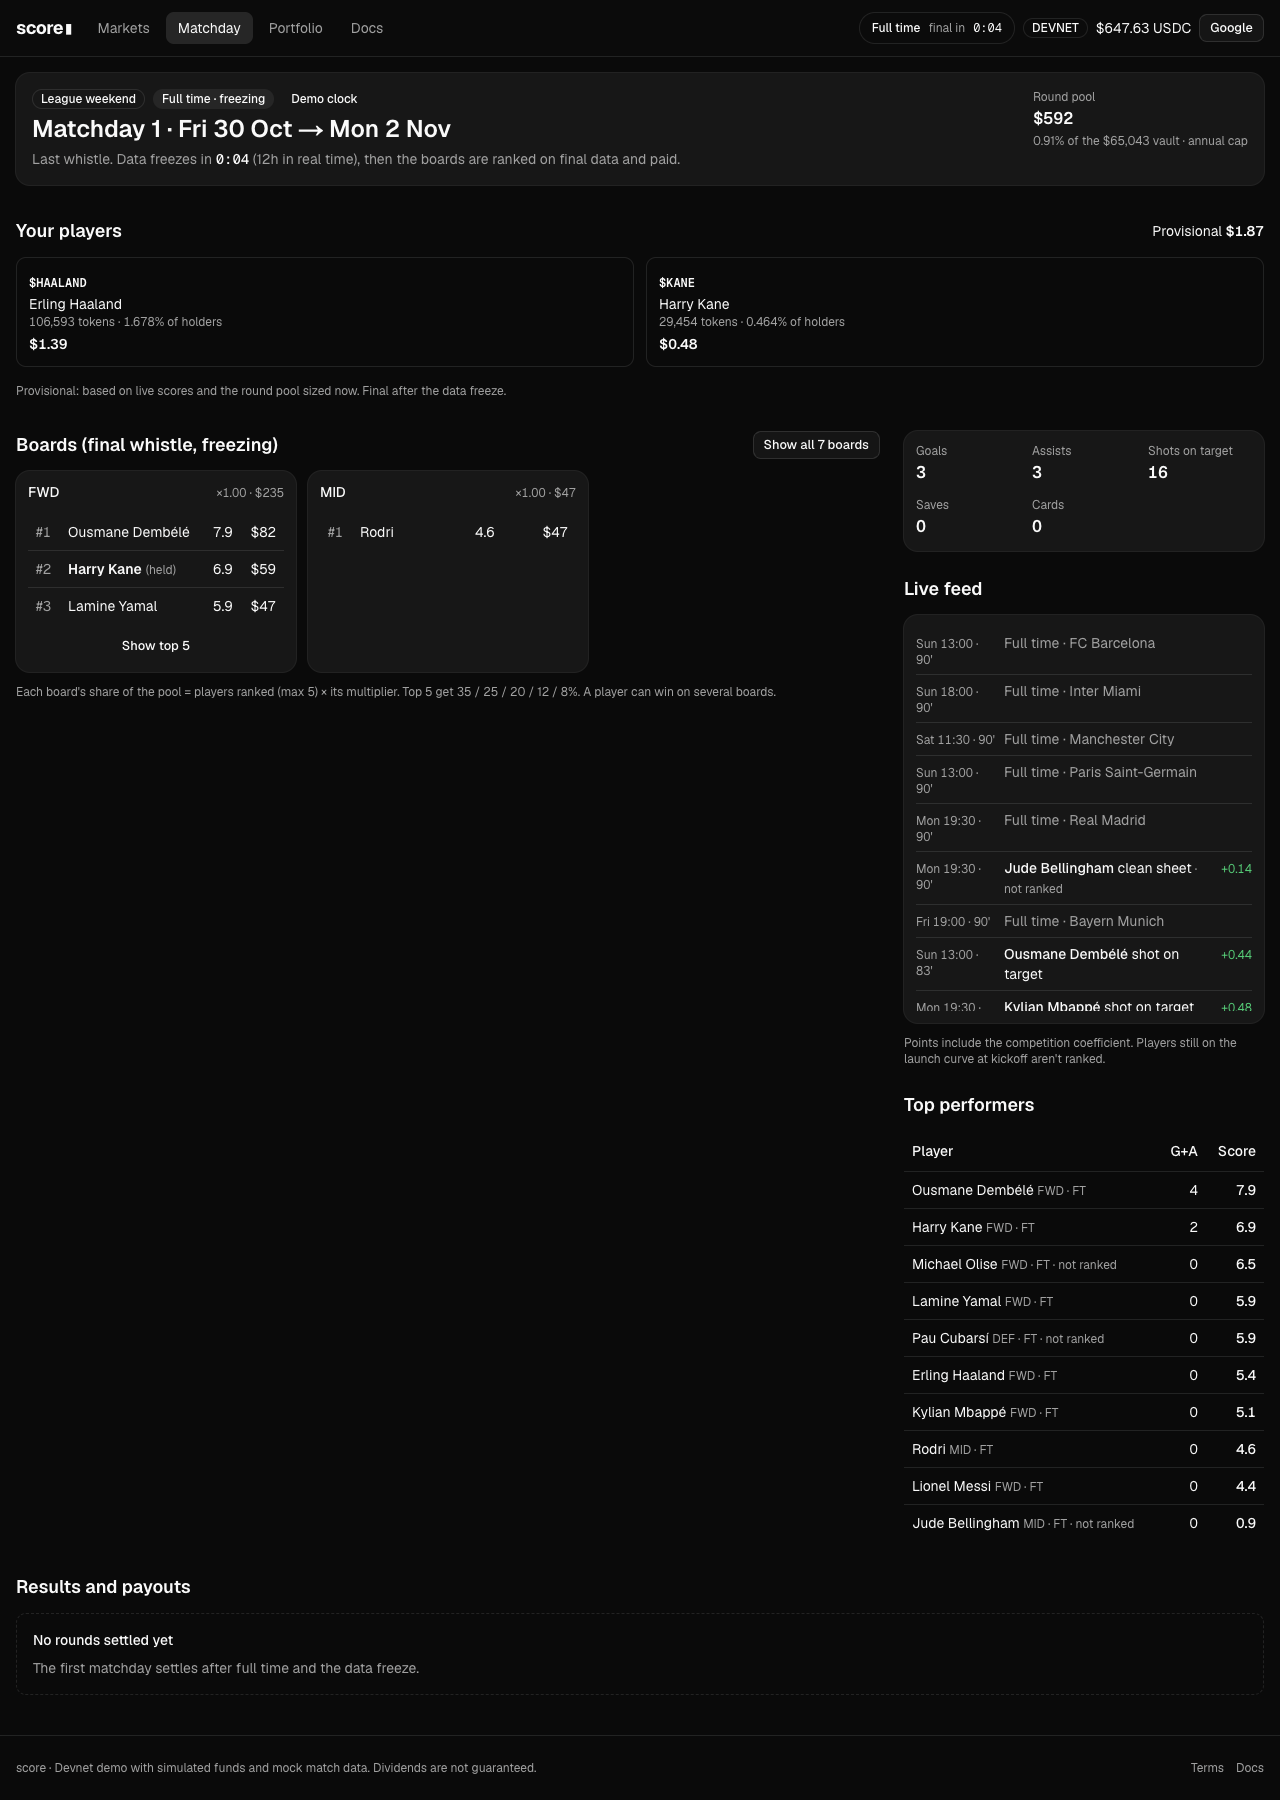 score
Markets
Matchday
Portfolio
Docs
Full time final in 0:04
DEVNET
$647.63 USDC
Google
League weekend
Full time · freezing
Demo clock
Matchday 1 · Fri 30 Oct → Mon 2 Nov
Last whistle. Data freezes in 0:04 (12h in real time), then the boards are ranked on final data and paid.
Round pool
$592
0.91% of the $65,043 vault · annual cap
Your players
Provisional $1.87
$HAALAND
Erling Haaland
106,593 tokens · 1.678% of holders
$1.39
$KANE
Harry Kane
29,454 tokens · 0.464% of holders
$0.48
Provisional: based on live scores and the round pool sized now. Final after the data freeze.
Boards (final whistle, freezing)
Show all 7 boards
FWD ×1.00 · $235
#1 Ousmane Dembélé 7.9 $82
#2 Harry Kane (held) 6.9 $59
#3 Lamine Yamal 5.9 $47
Show top 5
MID ×1.00 · $47
#1 Rodri 4.6 $47
Each board's share of the pool = players ranked (max 5) × its multiplier. Top 5 get 35 / 25 / 20 / 12 / 8%. A player can win on several boards.
Goals Assists Shots on target
3 3 16
Saves Cards
0 0
Live feed
Sun 13:00 · 90' Full time · FC Barcelona
Sun 18:00 · 90' Full time · Inter Miami
Sat 11:30 · 90' Full time · Manchester City
Sun 13:00 · 90' Full time · Paris Saint-Germain
Mon 19:30 · 90' Full time · Real Madrid
Mon 19:30 · 90' Jude Bellingham clean sheet · not ranked +0.14
Fri 19:00 · 90' Full time · Bayern Munich
Sun 13:00 · 83' Ousmane Dembélé shot on target +0.44
Mon 19:30 · Kylian Mbappé shot on target +0.48
Points include the competition coefficient. Players still on the
launch curve at kickoff aren't ranked.
Top performers
Player G+A Score
Ousmane Dembélé FWD · FT 4 7.9
Harry Kane FWD · FT 2 6.9
Michael Olise FWD · FT · not ranked 0 6.5
Lamine Yamal FWD · FT 0 5.9
Pau Cubarsí DEF · FT · not ranked 0 5.9
Erling Haaland FWD · FT 0 5.4
Kylian Mbappé FWD · FT 0 5.1
Rodri MID · FT 0 4.6
Lionel Messi FWD · FT 0 4.4
Jude Bellingham MID · FT · not ranked 0 0.9
Results and payouts
No rounds settled yet
The first matchday settles after full time and the data freeze.
score · Devnet demo with simulated funds and mock match data. Dividends are not guaranteed.
Terms Docs